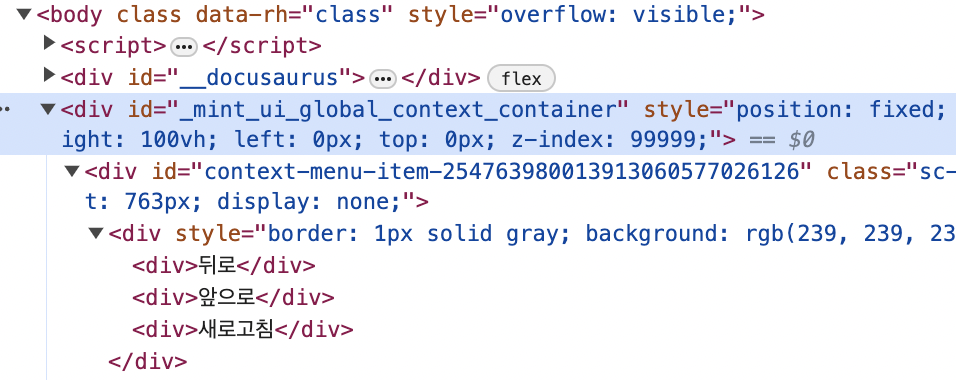 ▼<body class data-rh="class" style="overflow: visible;">
▶<script>•••</script>
▶<div id="__docusaurus">•••</div> flex
••▼<div id="_mint_ui_global_context_container" style="position: fixed;
ight: 100vh; left: 0px; top: 0px; z-index: 99999;"> == $0
▼<div id="context-menu-item-2547639800139130605​77026126" class="sc-
t: 763px; display: none;">
▼<div style="border: 1px solid gray; background: rgb(239, 239, 23
<div>뒤로</div>
<div>앞으로</div>
<div>새로고침</div>
</div>